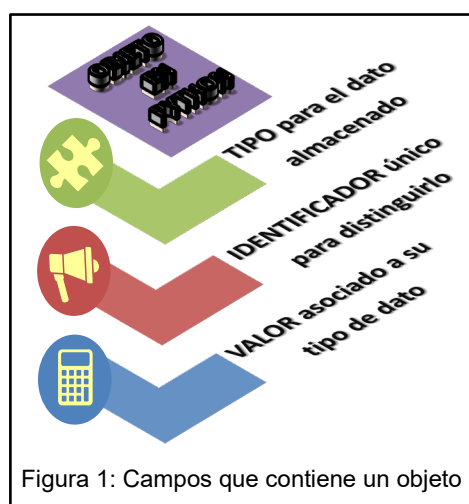 OBJETO
EN
PYTHON
TIPO para el dato
almacenado
IDENTIFICADOR único
para distinguirlo
VALOR asociado a su
tipo de dato
Figura 1: Campos que contiene un objeto